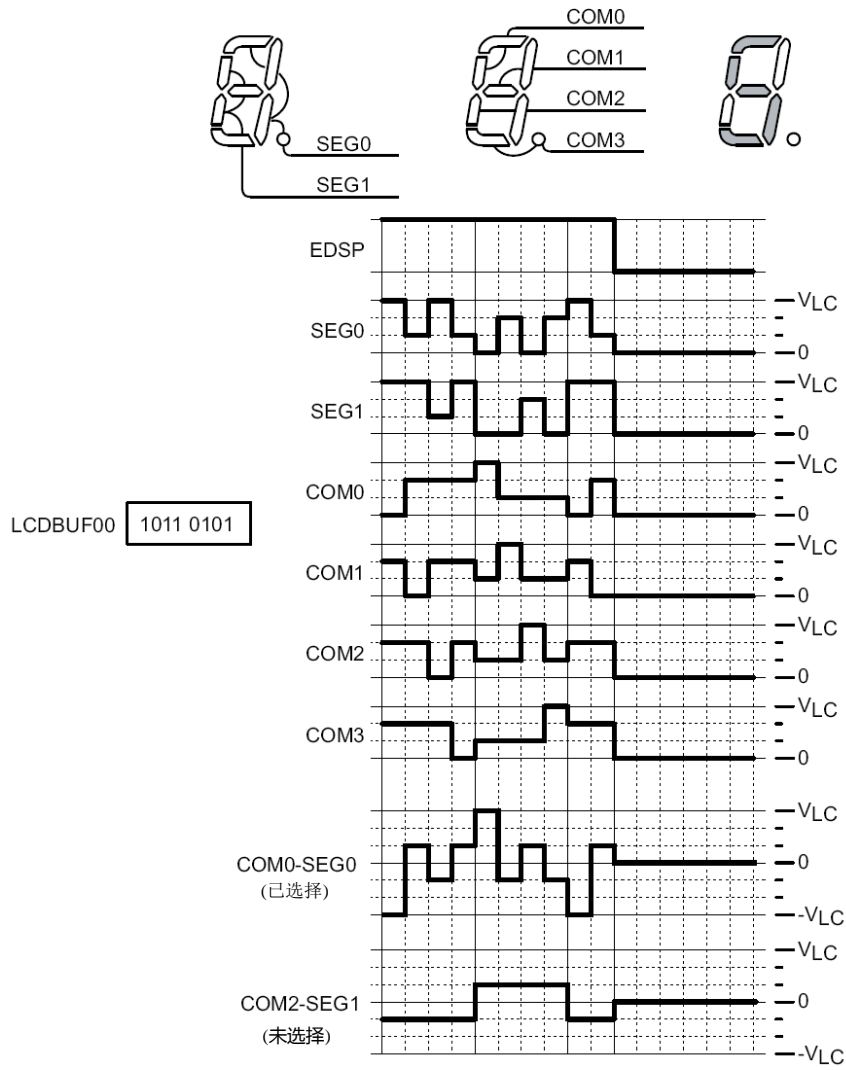 COM0
COM1
COM2
COM3
SEG0
SEG1
EDSP
VLC
SEG0
0
VLC
SEG1
0
VLC
COM0
0
LCDBUF00 1011 0101
VLC
COM1
0
VLC
COM2
0
VLC
COM3
0
VLC
COM0-SEG0
0
(已选择)
-VLC
VLC
COM2-SEG1
0
(未选择)
-VLC